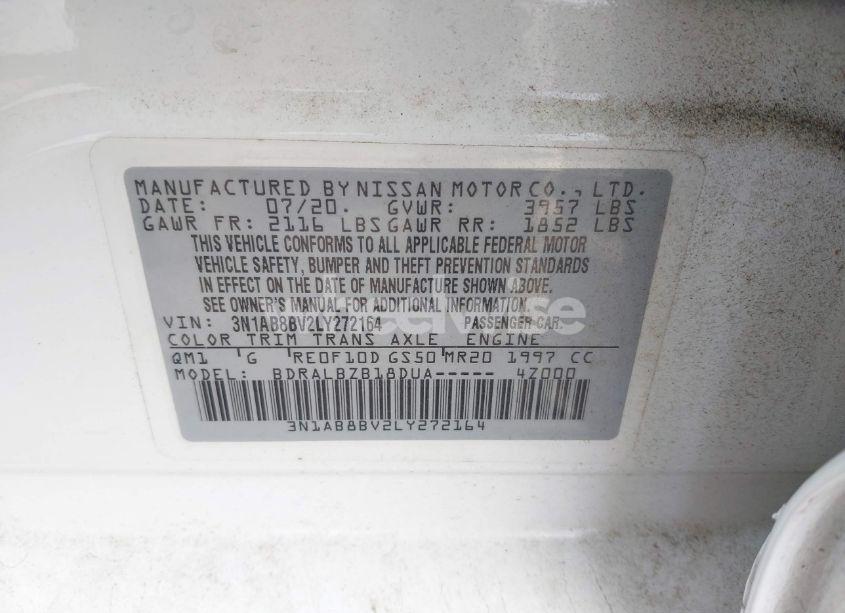 MANUFACTURED BY NISSAN MOTOR CO., LTD.
DATE: 07/20. GVWR: 3957 LBS
GAWR FR: 2116 LBS GAWR RR: 1852 LBS
THIS VEHICLE CONFORMS TO ALL APPLICABLE FEDERAL MOTOR
VEHICLE SAFETY, BUMPER AND THEFT PREVENTION STANDARDS
IN EFFECT ON THE DATE OF MANUFACTURE SHOWN ABOVE.
SEE OWNER'S MANUAL FOR ADDITIONAL INFORMATION
VIN: 3N1AB8BV2LY272164 PASSENGER CAR.
COLOR TRIM TRANS AXLE ENGINE
QM1 G RE0F10D GS50 MR20 1997 CC
MODEL: BDRALBZB18DUA----- 4Z000
3N1AB8BV2LY272164